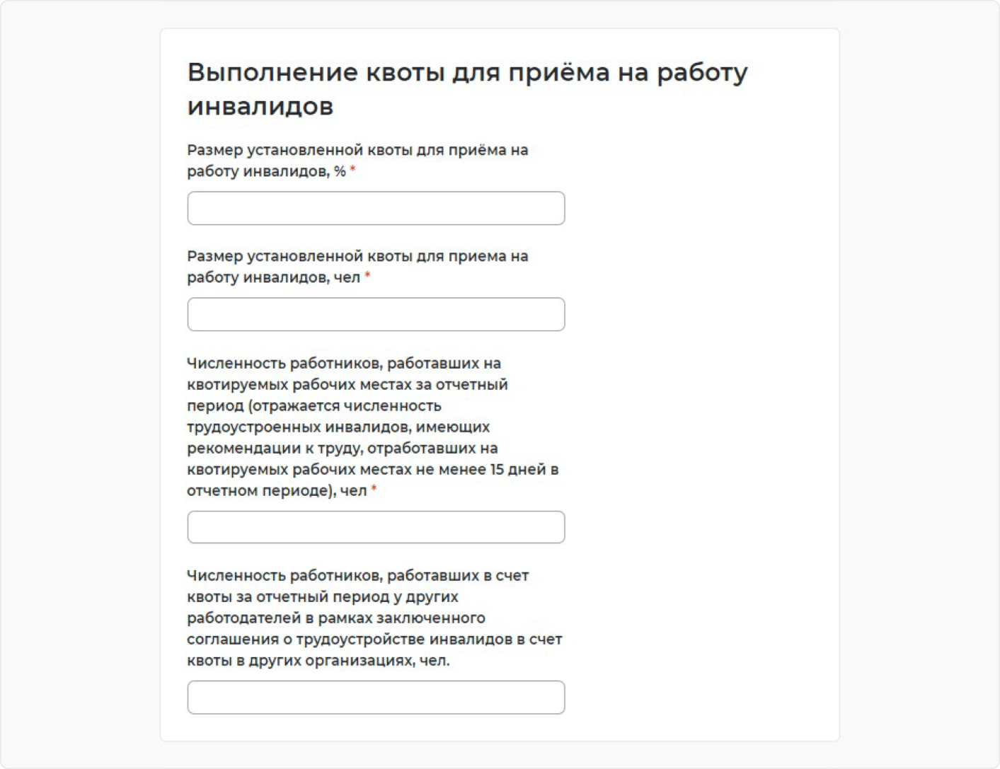 Выполнение квоты для приёма на работу
инвалидов
Размер установленной квоты для приёма на
работу инвалидов, % *
Размер установленной квоты для приема на
работу инвалидов, чел *
Численность работников, работавших на
квотируемых рабочих местах за отчетный
период (отражается численность
трудоустроенных инвалидов, имеющих
рекомендации к труду, отработавших на
квотируемых рабочих местах не менее 15 дней в
отчетном периоде), чел *
Численность работников, работавших в счет
квоты за отчетный период у других
работодателей в рамках заключенного
соглашения о трудоустройстве инвалидов в счет
квоты в других организациях, чел.